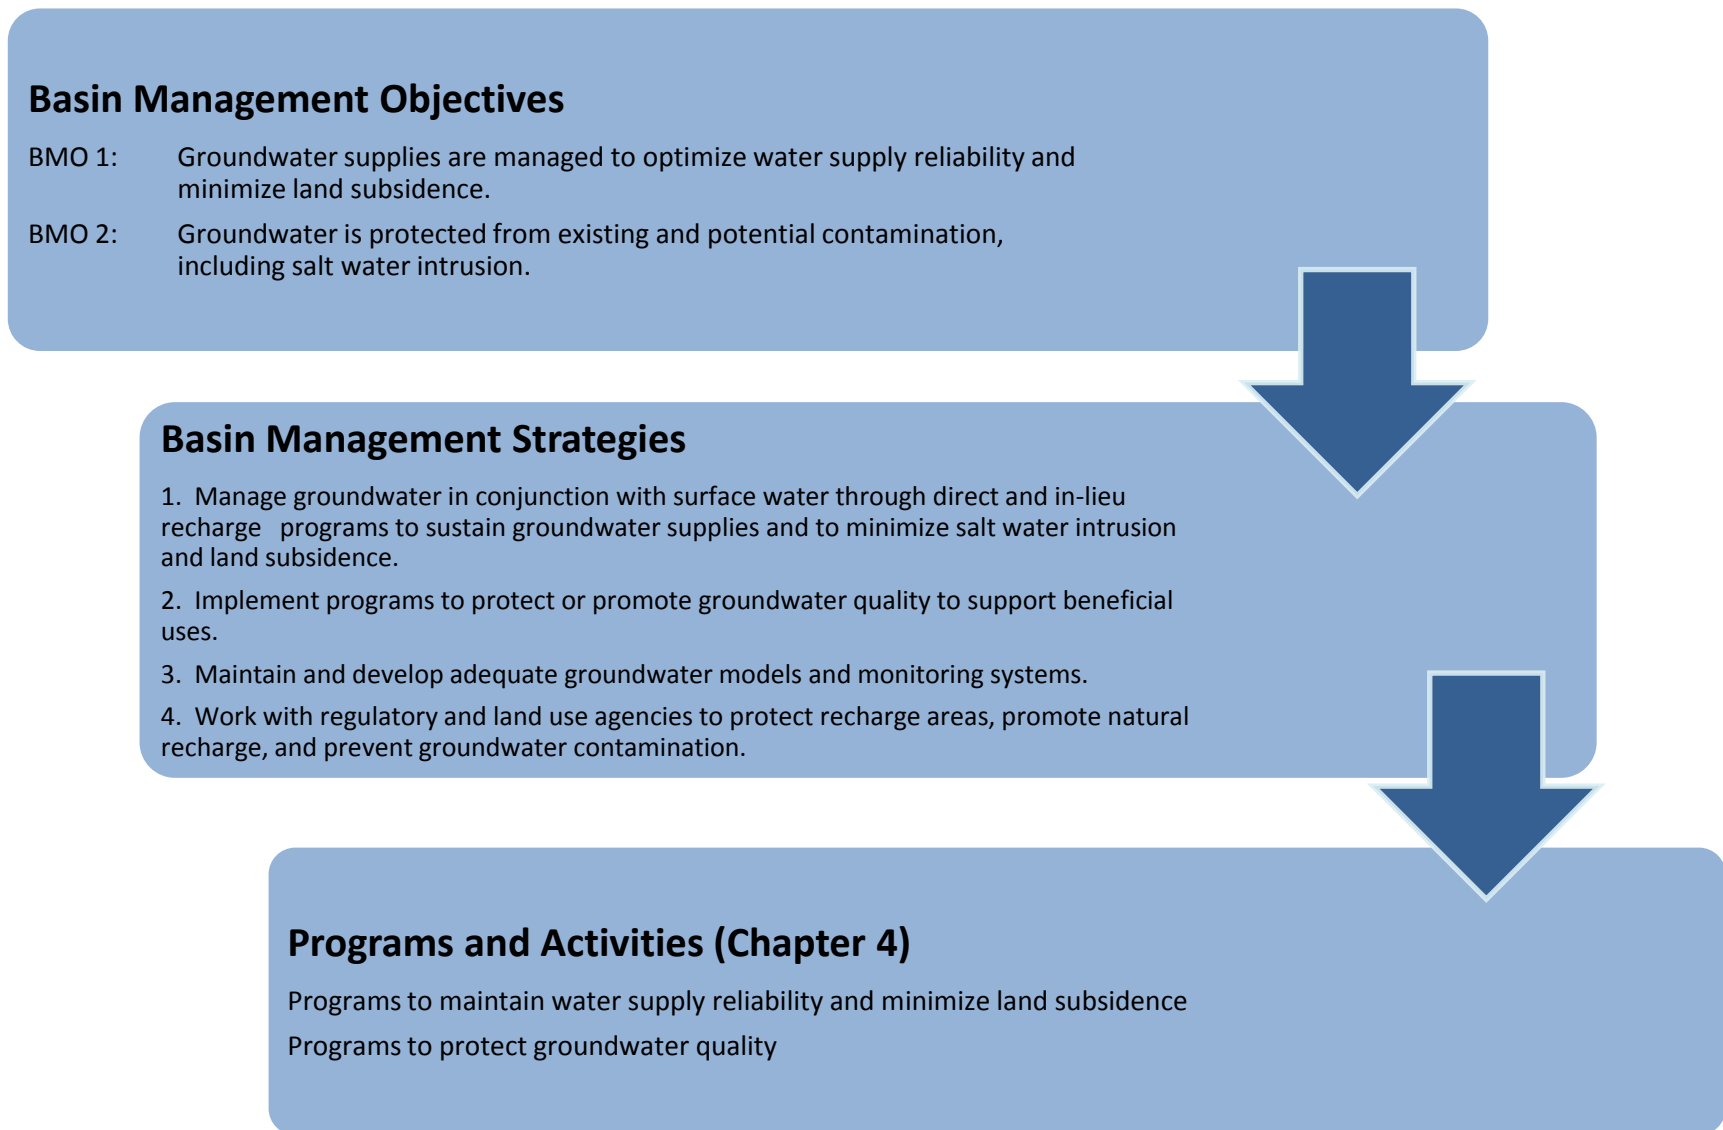 Basin Management Objectives
BMO 1: Groundwater supplies are managed to optimize water supply reliability and
minimize land subsidence.
BMO 2: Groundwater is protected from existing and potential contamination,
including salt water intrusion.
Basin Management Strategies
1. Manage groundwater in conjunction with surface water through direct and in-lieu
recharge programs to sustain groundwater supplies and to minimize salt water intrusion
and land subsidence.
2. Implement programs to protect or promote groundwater quality to support beneficial
uses.
3. Maintain and develop adequate groundwater models and monitoring systems.
4. Work with regulatory and land use agencies to protect recharge areas, promote natural
recharge, and prevent groundwater contamination.
Programs and Activities (Chapter 4)
Programs to maintain water supply reliability and minimize land subsidence
Programs to protect groundwater quality